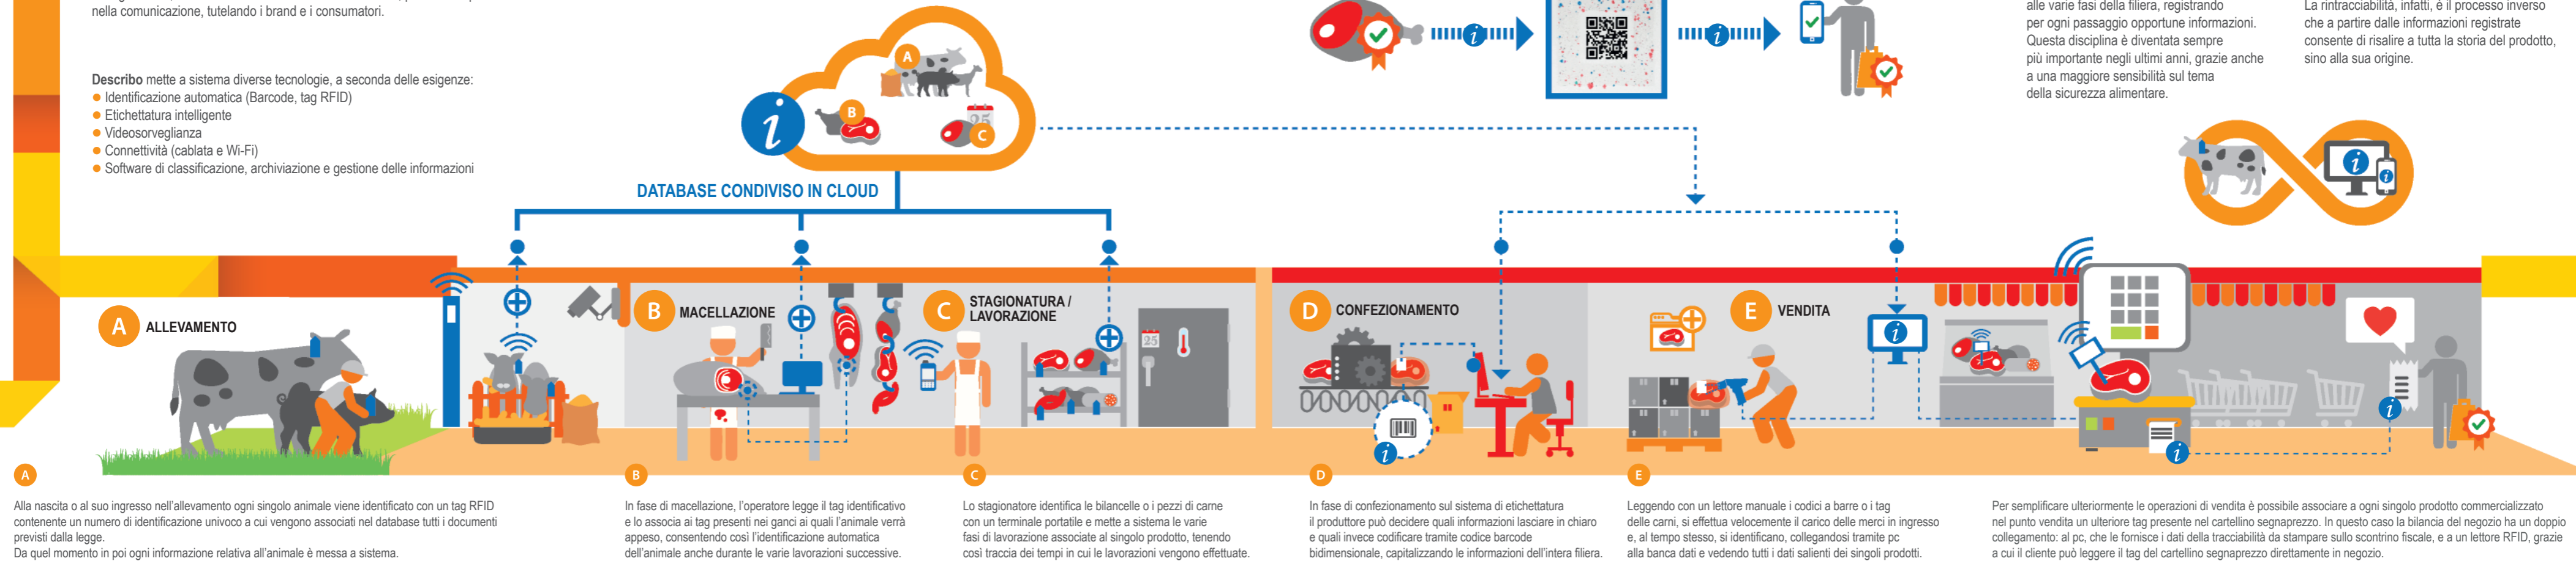 nella comunicazione, tutelando i brand e i consumatori.
Describo mette a sistema diverse tecnologie, a seconda delle esigenze:
● Identificazione automatica (Barcode, tag RFID)
● Etichettatura intelligente
● Videosorveglianza
● Connettività (cablata e Wi-Fi)
● Software di classificazione, archiviazione e gestione delle informazioni
A
B
25
C
i
DATABASE CONDIVISO IN CLOUD
i
i
alle varie fasi della filiera, registrando
per ogni passaggio opportune informazioni.
Questa disciplina è diventata sempre
più importante negli ultimi anni, grazie anche
a una maggiore sensibilità sul tema
della sicurezza alimentare.
La rintracciabilità, infatti, è il processo inverso
che a partire dalle informazioni registrate
consente di risalire a tutta la storia del prodotto,
sino alla sua origine.
i
i
A ALLEVAMENTO
B MACELLAZIONE
C STAGIONATURA /
LAVORAZIONE
25
D CONFEZIONAMENTO
i
E VENDITA
i
i
i
A
Alla nascita o al suo ingresso nell'allevamento ogni singolo animale viene identificato con un tag RFID
contenente un numero di identificazione univoco a cui vengono associati nel database tutti i documenti
previsti dalla legge.
Da quel momento in poi ogni informazione relativa all'animale è messa a sistema.
B
In fase di macellazione, l'operatore legge il tag identificativo
e lo associa ai tag presenti nei ganci ai quali l'animale verrà
appeso, consentendo così l'identificazione automatica
dell'animale anche durante le varie lavorazioni successive.
C
Lo stagionatore identifica le bilancelle o i pezzi di carne
con un terminale portatile e mette a sistema le varie
fasi di lavorazione associate al singolo prodotto, tenendo
così traccia dei tempi in cui le lavorazioni vengono effettuate.
D
In fase di confezionamento sul sistema di etichettatura
il produttore può decidere quali informazioni lasciare in chiaro
e quali invece codificare tramite codice barcode
bidimensionale, capitalizzando le informazioni dell'intera filiera.
E
Leggendo con un lettore manuale i codici a barre o i tag
delle carni, si effettua velocemente il carico delle merci in ingresso
e, al tempo stesso, si identificano, collegandosi tramite pc
alla banca dati e vedendo tutti i dati salienti dei singoli prodotti.
Per semplificare ulteriormente le operazioni di vendita è possibile associare a ogni singolo prodotto commercializzato
nel punto vendita un ulteriore tag presente nel cartellino segnaprezzo. In questo caso la bilancia del negozio ha un doppio
collegamento: al pc, che le fornisce i dati della tracciabilità da stampare sullo scontrino fiscale, e a un lettore RFID, grazie
a cui il cliente può leggere il tag del cartellino segnaprezzo direttamente in negozio.